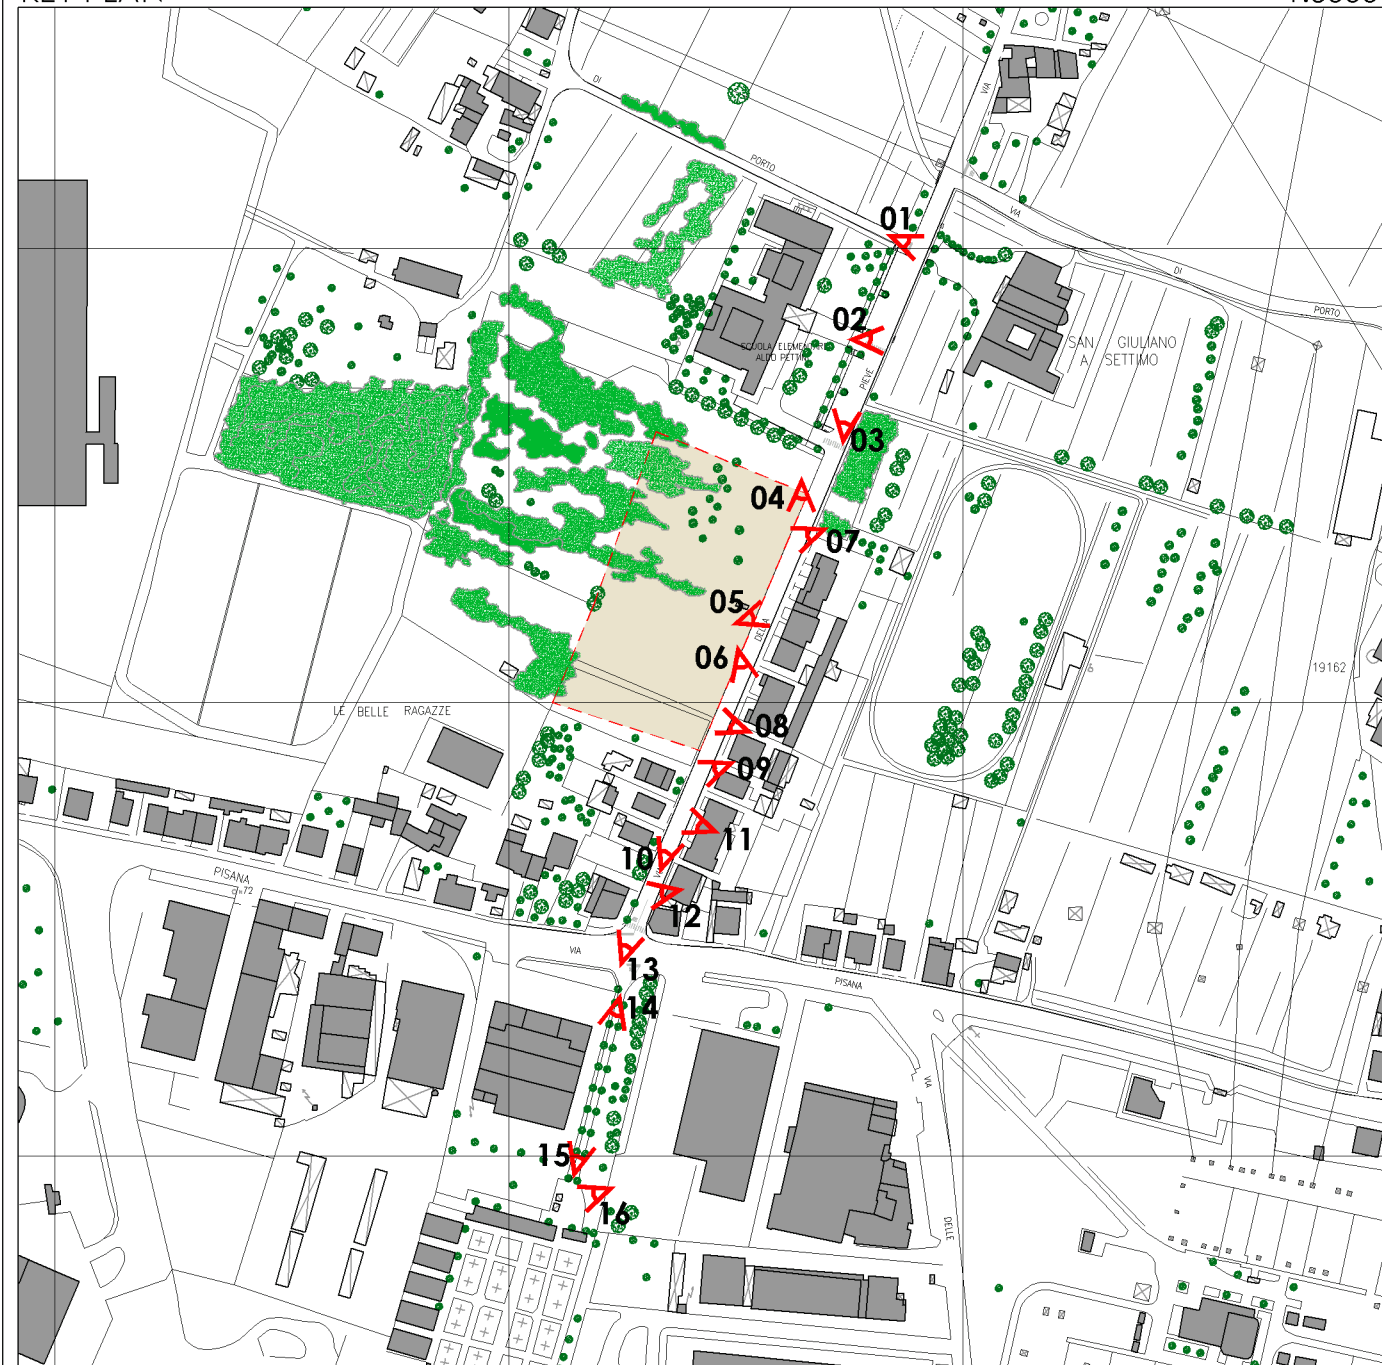 DI
VIA
PORTO
VIA
01
DI
PORTO
02
SCUOLA ELEMENTARE
ALDO PETTINI
SAN GIULIANO
A SETTIMO
PIEVE
03
04
07
05
DELLA
06
19162
LE BELLE RAGAZZE
08
09
11
10
PISANA
12
VIA
13
PISANA
14
VIA
15
16
DELLE